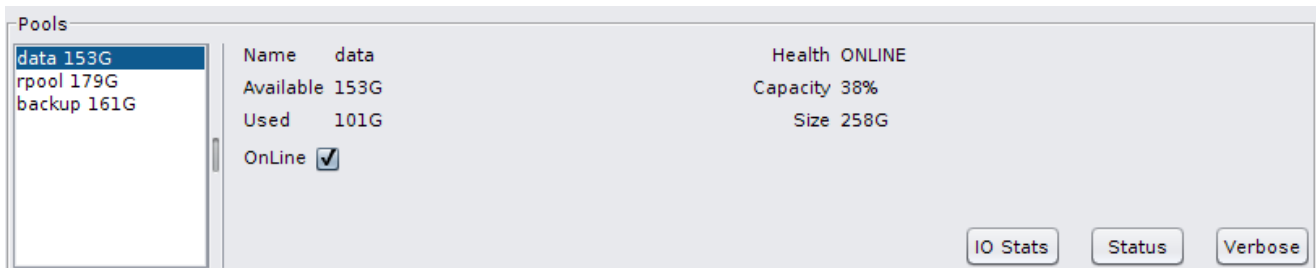 Pools
data 153G
rpool 179G
backup 161G
Name data
Health ONLINE
Available 153G
Capacity 38%
Used 101G
Size 258G
OnLine
IO Stats
Status
Verbose